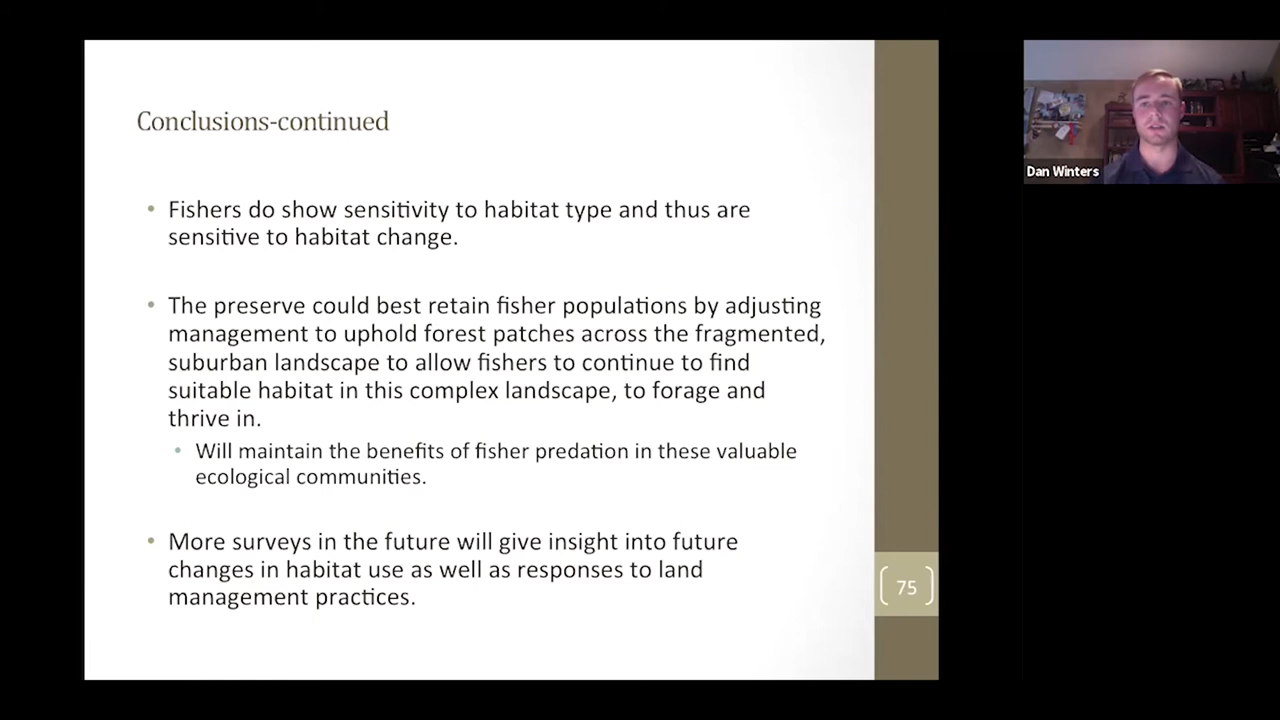 Conclusions-continued
• Fishers do show sensitivity to habitat type and thus are
sensitive to habitat change.
• The preserve could best retain fisher populations by adjusting
management to uphold forest patches across the fragmented,
suburban landscape to allow fishers to continue to find
suitable habitat in this complex landscape, to forage and
thrive in.
• Will maintain the benefits of fisher predation in these valuable
ecological communities.
• More surveys in the future will give insight into future
changes in habitat use as well as responses to land
management practices.
75
Dan Winters